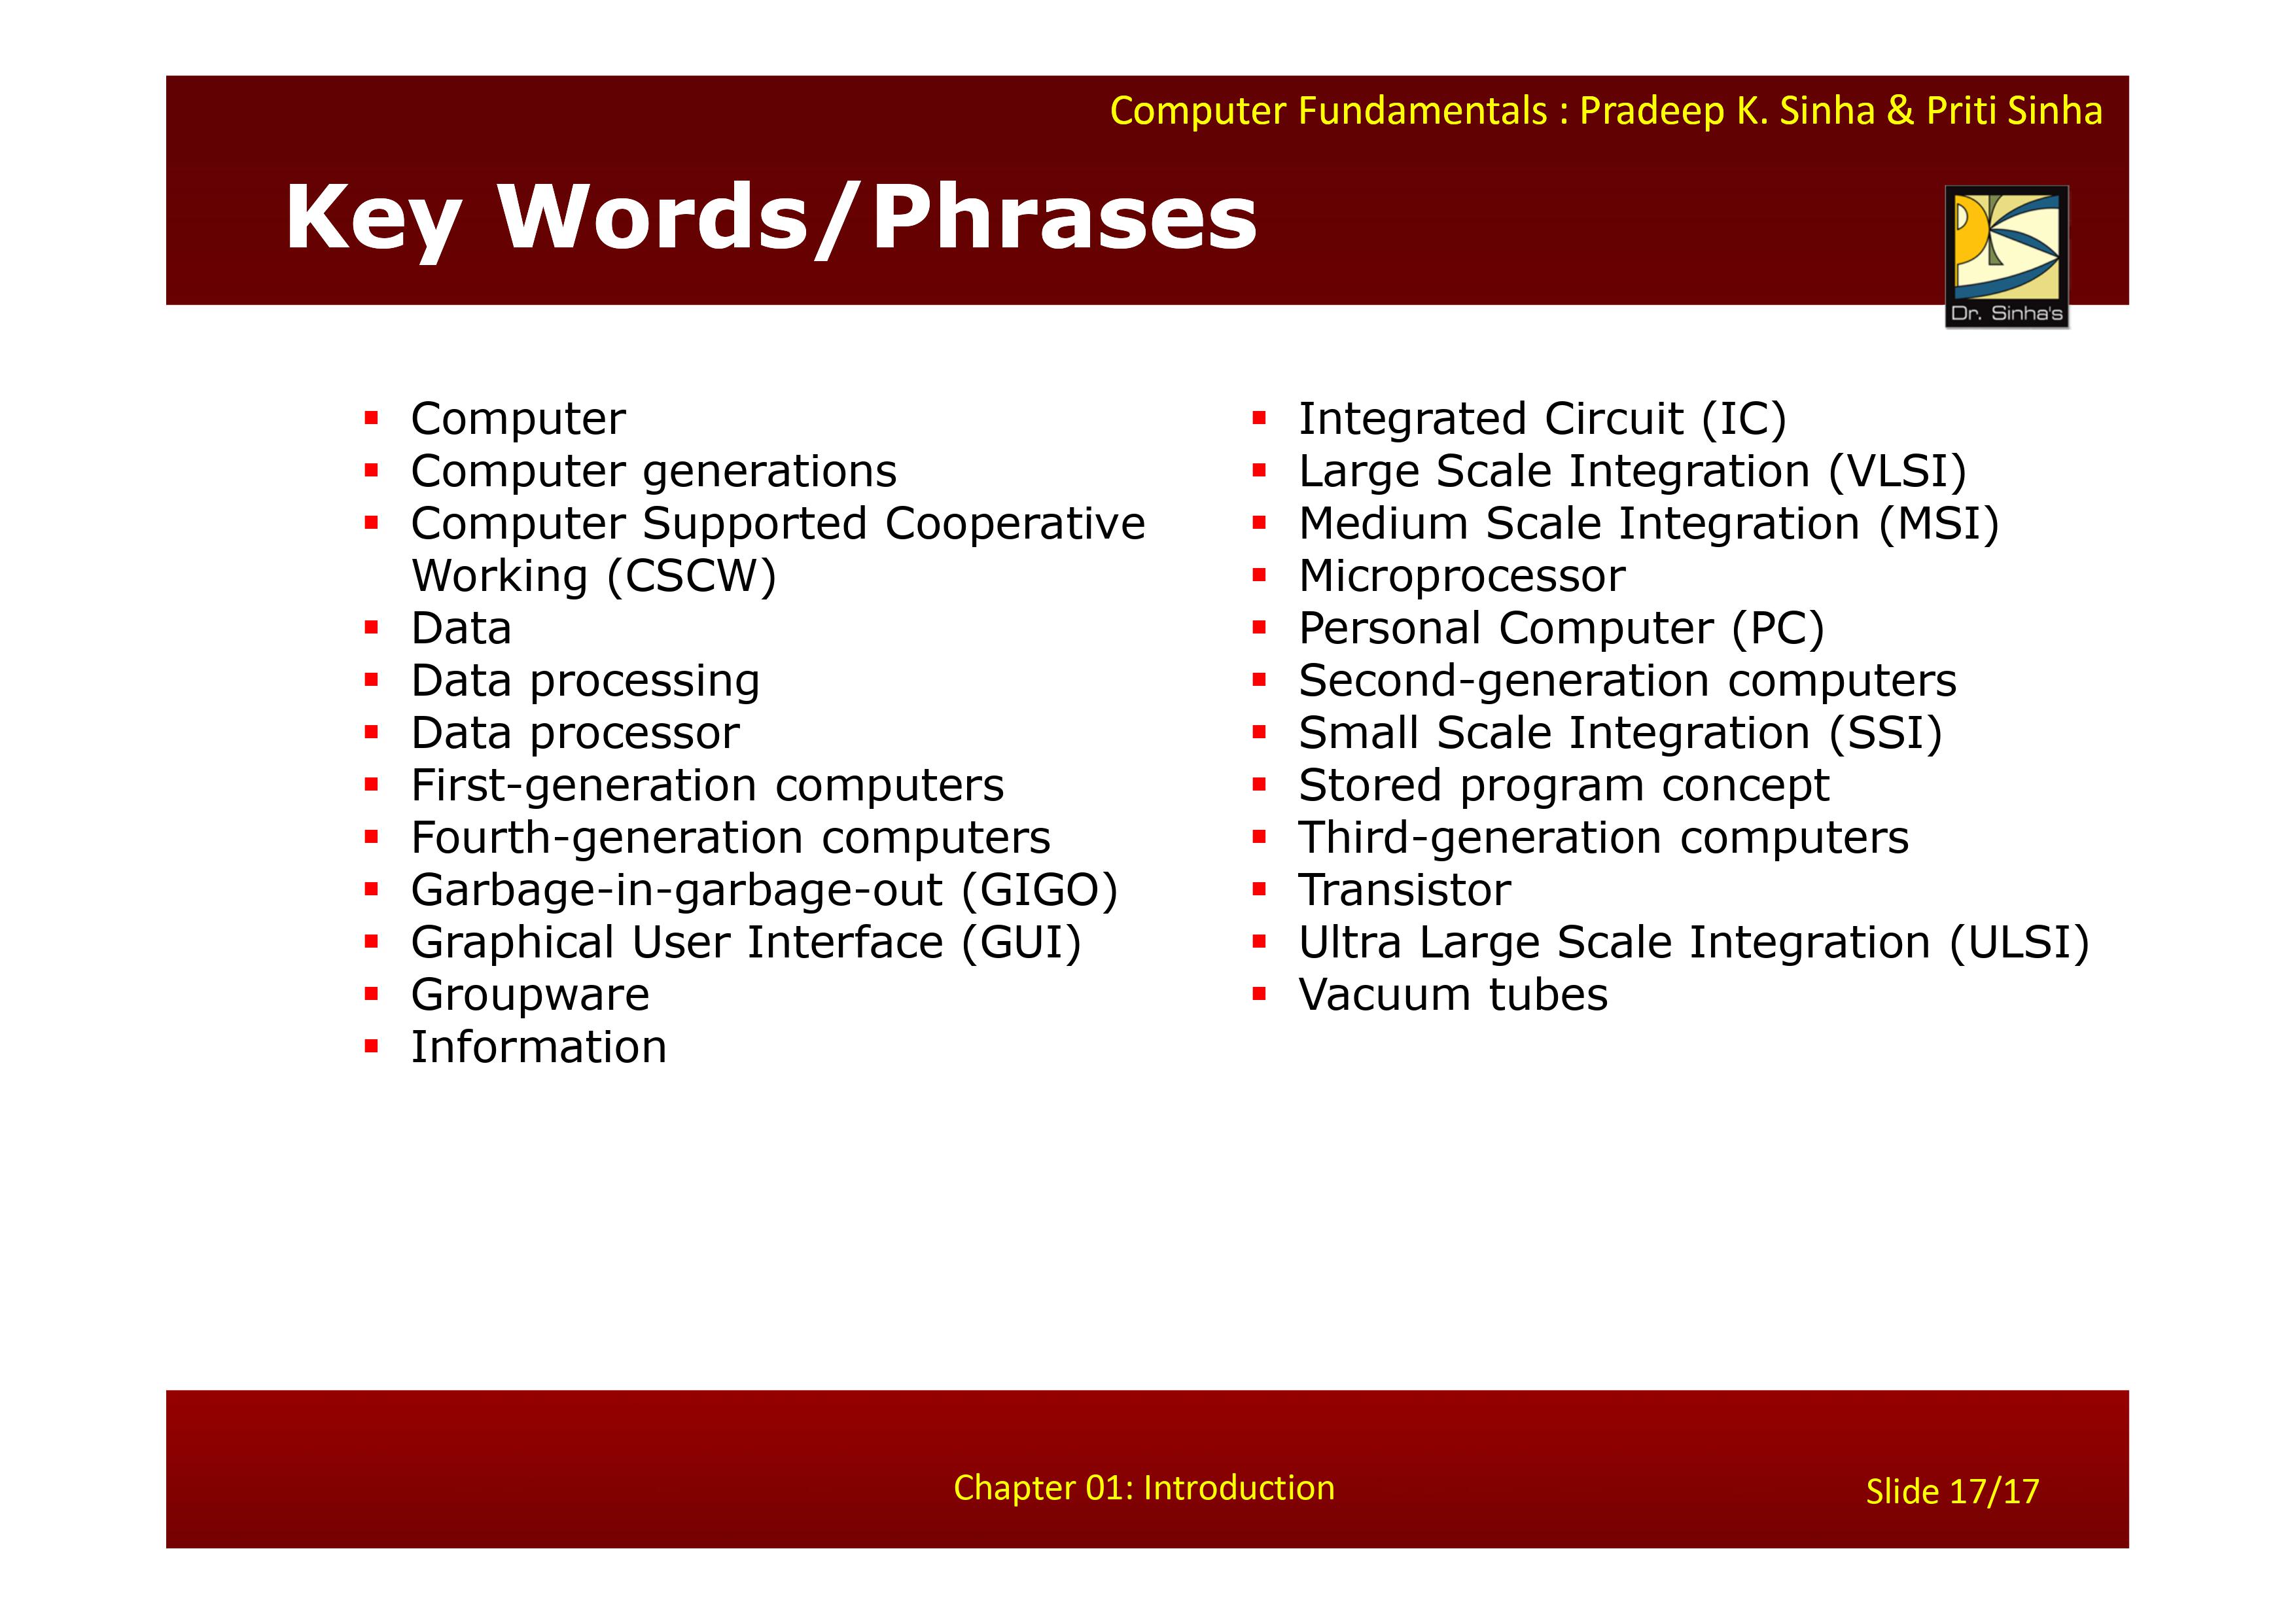 Computer Fundamentals : Pradeep K. Sinha & Priti Sinha
Key Words/Phrases
Dr. Sinha's
▪ Computer
▪ Computer generations
▪ Computer Supported Cooperative
Working (CSCW)
▪ Data
▪ Data processing
▪ Data processor
▪ First-generation computers
▪ Fourth-generation computers
▪ Garbage-in-garbage-out (GIGO)
▪ Graphical User Interface (GUI)
▪ Groupware
▪ Information
▪ Integrated Circuit (IC)
▪ Large Scale Integration (VLSI)
▪ Medium Scale Integration (MSI)
▪ Microprocessor
▪ Personal Computer (PC)
▪ Second-generation computers
▪ Small Scale Integration (SSI)
▪ Stored program concept
▪ Third-generation computers
▪ Transistor
▪ Ultra Large Scale Integration (ULSI)
▪ Vacuum tubes
Chapter 01: Introduction
Slide 17/17